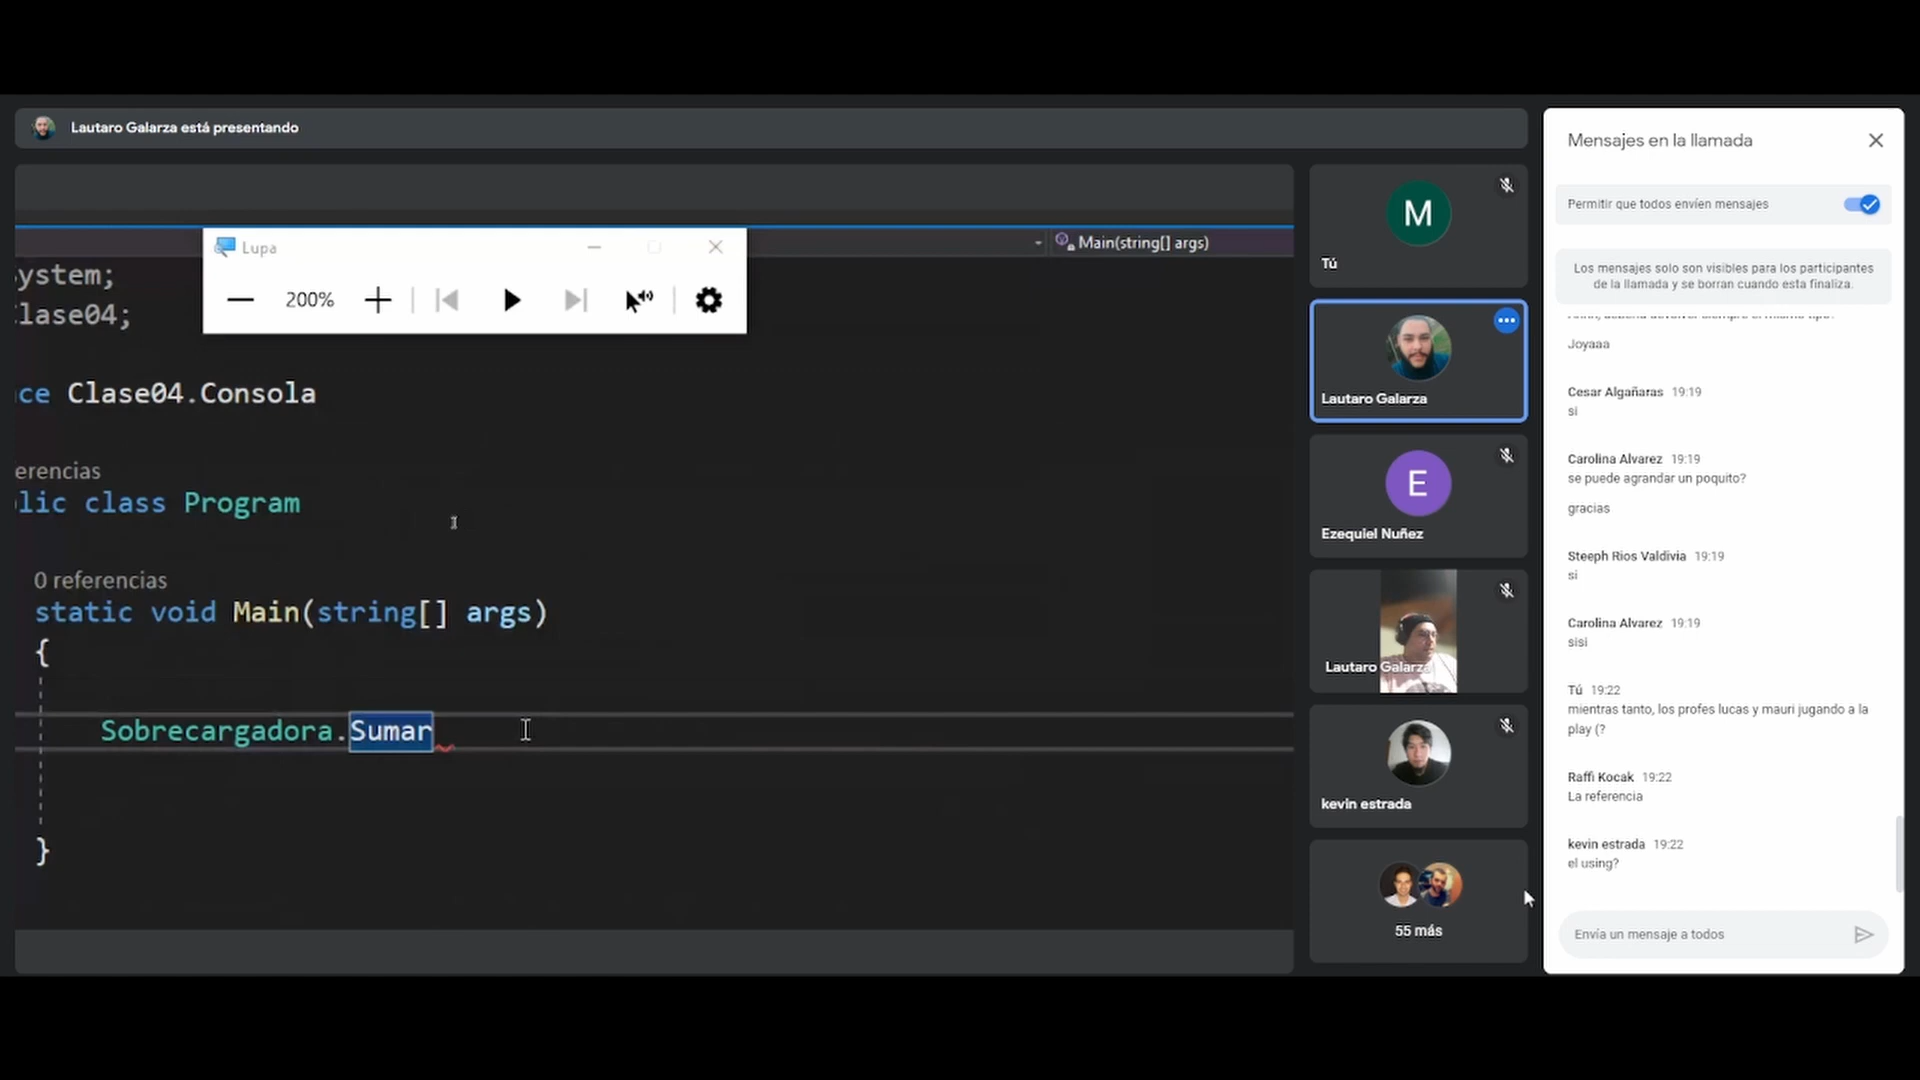 Lautaro Galarza está presentando
Lupa
200%
Main(string[] args)
ystem;
lase04;
ce Clase04.Consola
erencias
lic class Program
0 referencias
static void Main(string[] args)
{
Sobrecargadora.Sumar
}
M
Tú
Lautaro Galarza
E
Ezequiel Nuñez
Lautaro Galarza
kevin estrada
55 más
Mensajes en la llamada
Permitir que todos envíen mensajes
Los mensajes solo son visibles para los participantes
de la llamada y se borran cuando esta finaliza.
Joyaaa
Cesar Algañaras 19:19
si
Carolina Alvarez 19:19
se puede agrandar un poquito?
gracias
Steeph Rios Valdivia 19:19
si
Carolina Alvarez 19:19
sisi
Tú 19:22
mientras tanto, los profes lucas y mauri jugando a la
play (?
Raffi Kocak 19:22
La referencia
kevin estrada 19:22
el using?
Envía un mensaje a todos